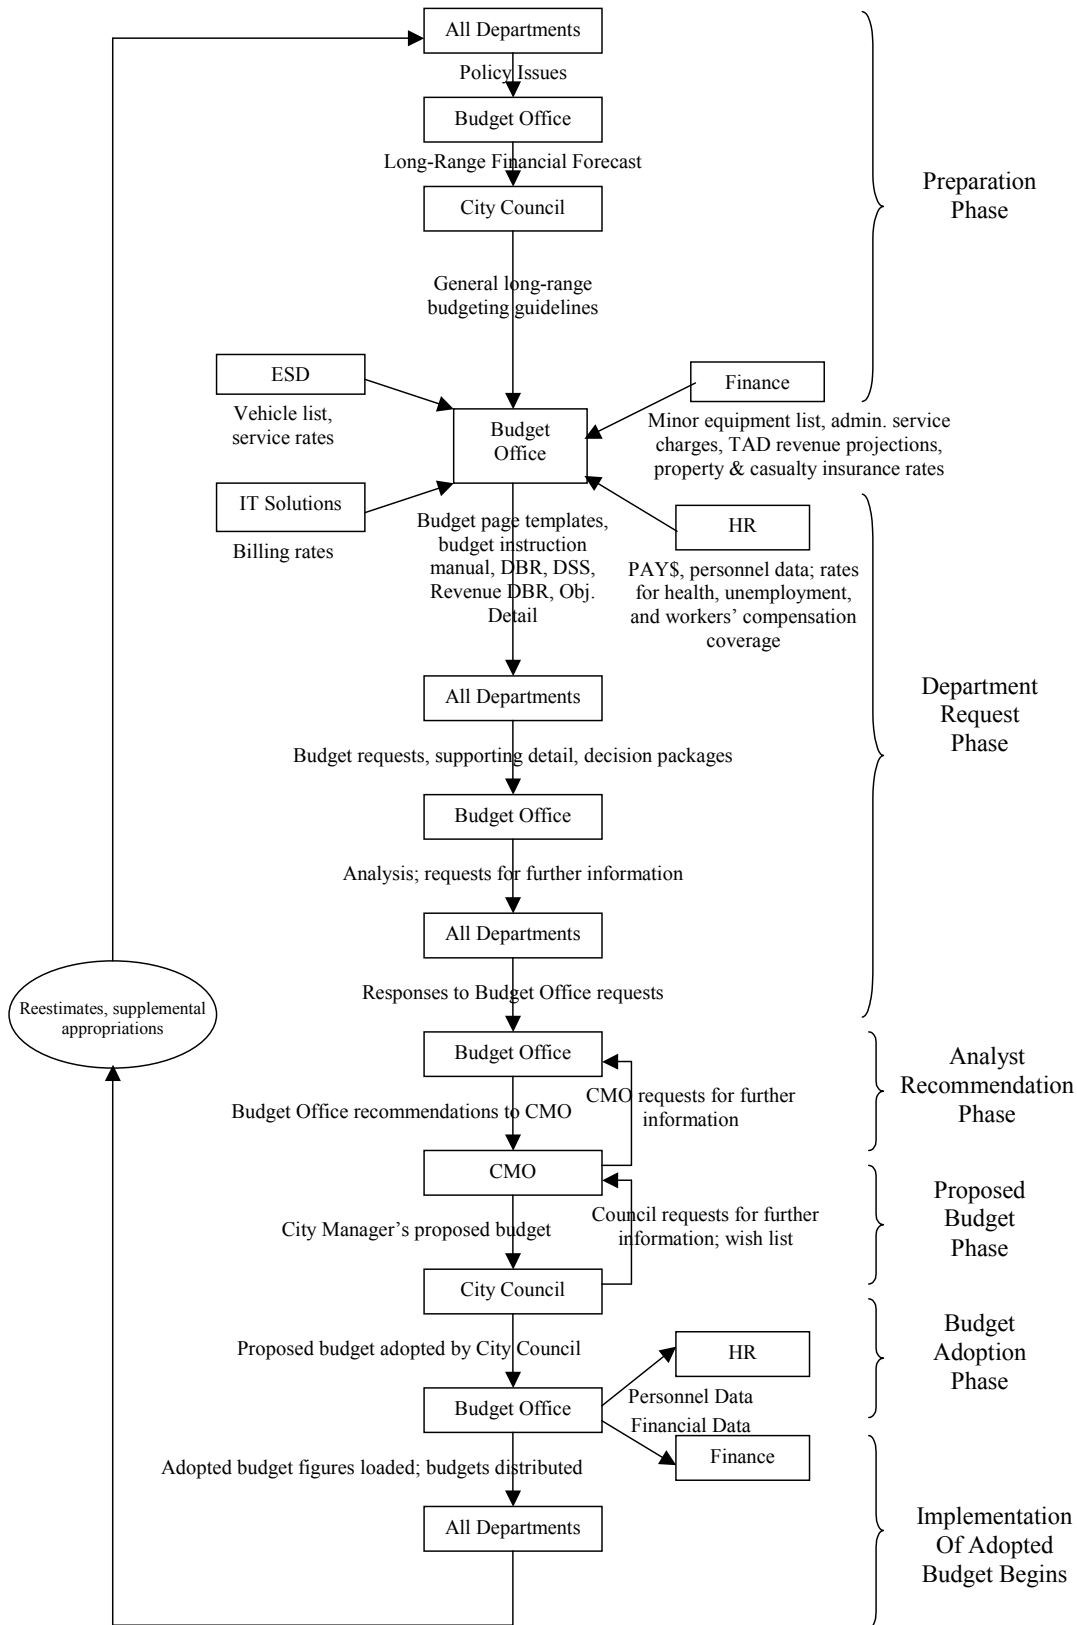 All Departments
Policy Issues
Budget Office
Long-Range Financial Forecast
City Council
Preparation
Phase
General long-range
budgeting guidelines
ESD
Vehicle list,
service rates
Finance
Minor equipment list, admin. service
charges, TAD revenue projections,
property & casualty insurance rates
Budget
Office
IT Solutions
Billing rates
HR
PAY$, personnel data; rates
for health, unemployment,
and workers’ compensation
coverage
Budget page templates,
budget instruction
manual, DBR, DSS,
Revenue DBR, Obj.
Detail
All Departments
Department
Request
Phase
Budget requests, supporting detail, decision packages
Budget Office
Analysis; requests for further information
All Departments
Responses to Budget Office requests
Reestimates, supplemental
appropriations
Budget Office
Analyst
Recommendation
Phase
Budget Office recommendations to CMO
CMO requests for further
information
CMO
Proposed
Budget
Phase
City Manager’s proposed budget
Council requests for further
information; wish list
City Council
Proposed budget adopted by City Council
Budget
Adoption
Phase
HR
Personnel Data
Budget Office
Financial Data
Finance
Adopted budget figures loaded; budgets distributed
All Departments
Implementation
Of Adopted
Budget Begins